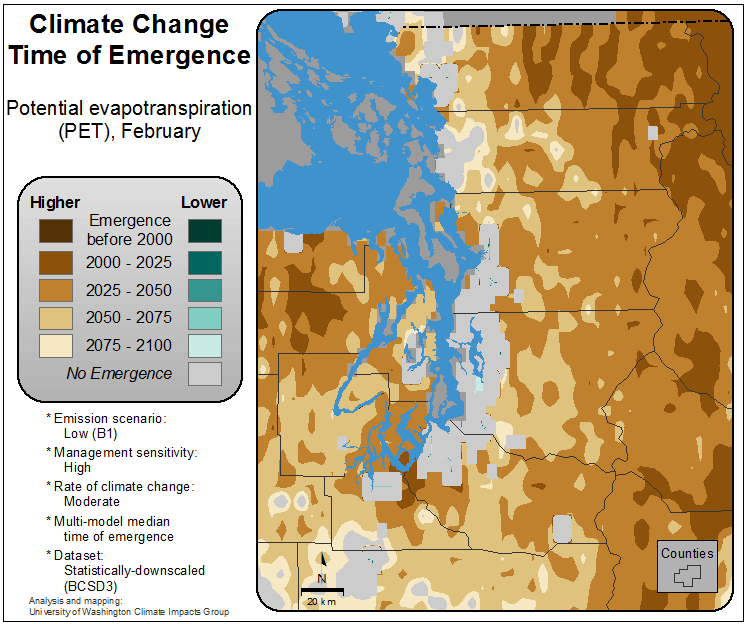 Climate Change
Time of Emergence
Potential evapotranspiration
(PET), February
Higher Lower
Emergence
before 2000
2000 - 2025
2025 - 2050
2050 - 2075
2075 - 2100
No Emergence
* Emission scenario:
Low (B1)
* Management sensitivity:
High
* Rate of climate change:
Moderate
* Multi-model median
time of emergence
* Dataset:
Statistically-downscaled
(BCSD3)
Analysis and mapping:
University of Washington Climate Impacts Group
N
20 km
Counties